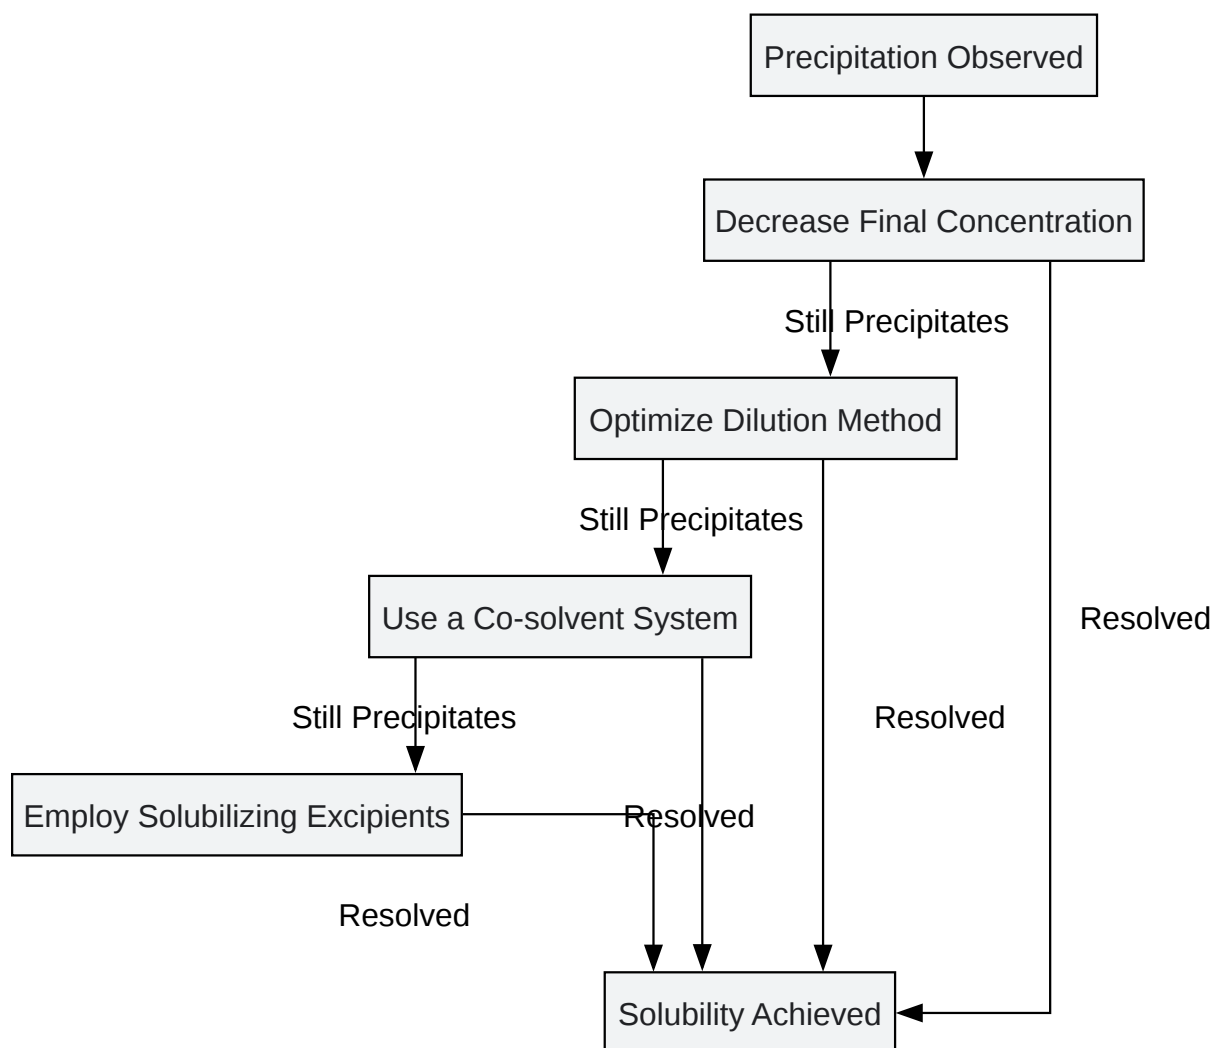 Precipitation Observed
Decrease Final Concentration
Still Precipitates
Optimize Dilution Method
Still Precipitates
Use a Co-solvent System
Resolved
Still Precipitates
Resolved
Employ Solubilizing Excipients
Resolved
Resolved
Solubility Achieved